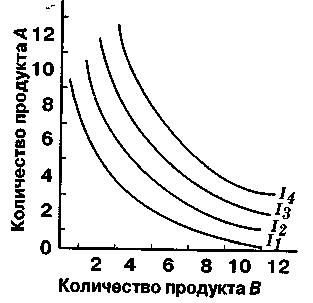 Количество продукта А
12
10
8
6
4
2
0
I4
I3
I2
I1
2 4 6 8 10 12
Количество продукта В